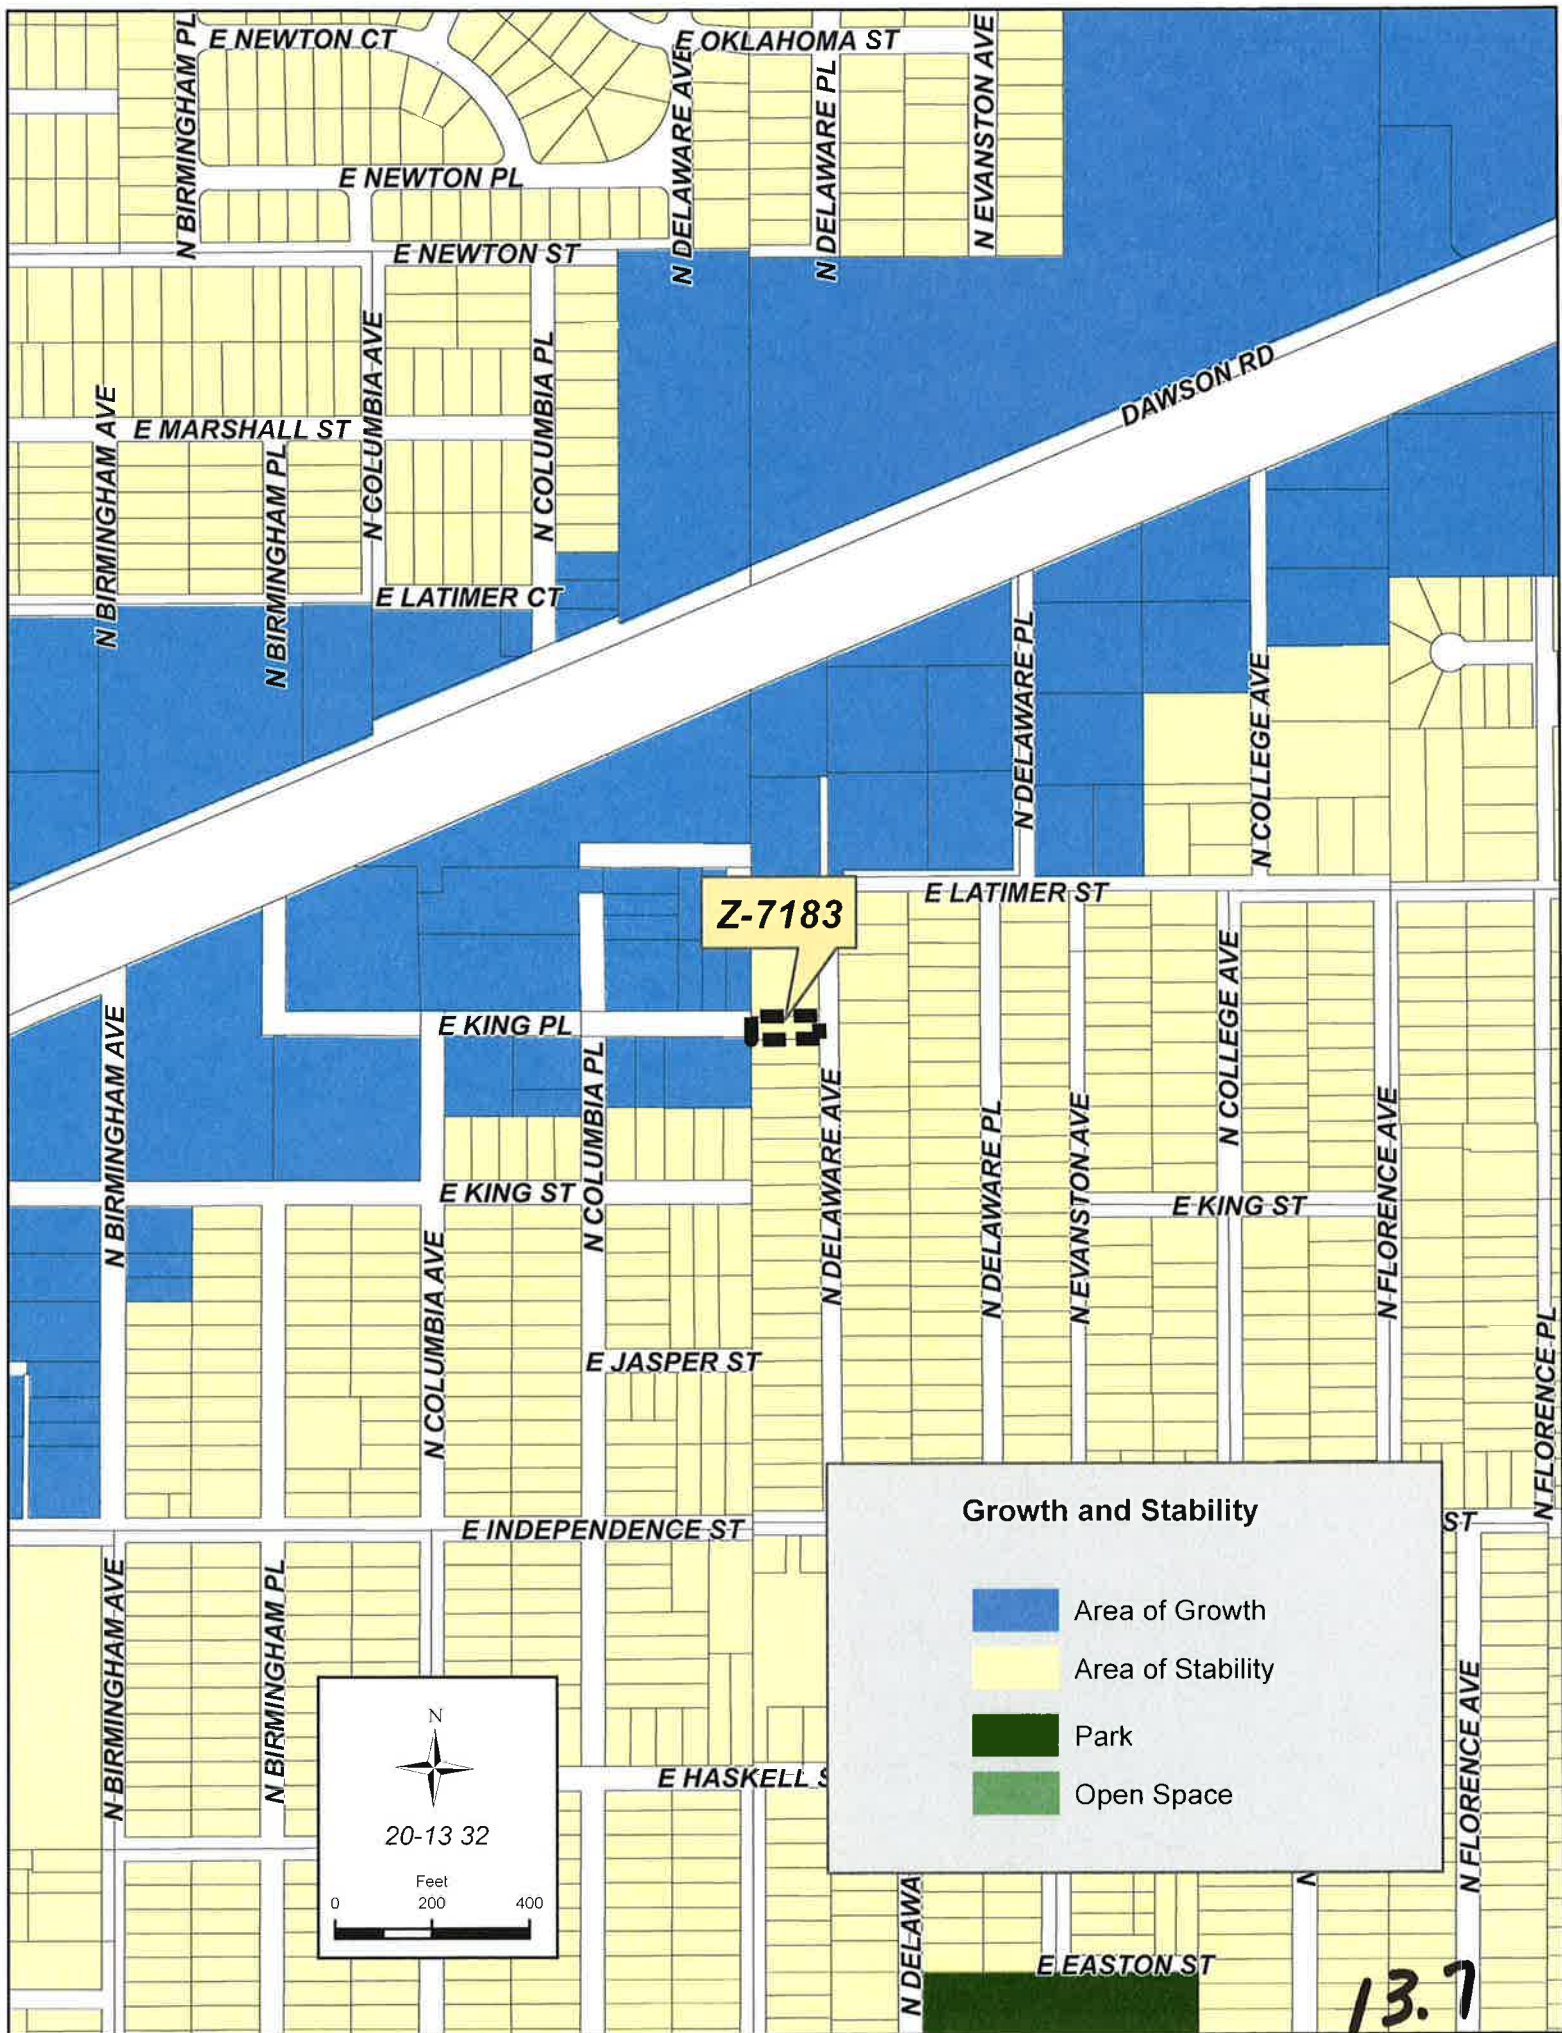 E NEWTON CT
E OKLAHOMA ST
N BIRMINGHAM PL
N DELAWARE AVE
N DELAWARE PL
N EVANSTON AVE
E NEWTON PL
E NEWTON ST
N COLUMBIA AVE
N COLUMBIA PL
DAWSON RD
N BIRMINGHAM AVE
E MARSHALL ST
N BIRMINGHAM PL
E LATIMER CT
N DELAWARE PL
N COLLEGE AVE
E LATIMER ST
Z-7183
E KING PL
N BIRMINGHAM AVE
N COLUMBIA PL
N DELAWARE AVE
N DELAWARE PL
N EVANSTON AVE
N COLLEGE AVE
N FLORENCE AVE
E KING ST
E KING ST
N COLUMBIA AVE
E JASPER ST
N FLORENCE PL
E INDEPENDENCE ST
ST
Growth and Stability
Area of Growth
Area of Stability
Park
Open Space
N BIRMINGHAM AVE
N BIRMINGHAM PL
N FLORENCE AVE
E HASKELL S
N
20-13 32
Feet
0 200 400
N DELAWA
N
E EASTON ST
13.7